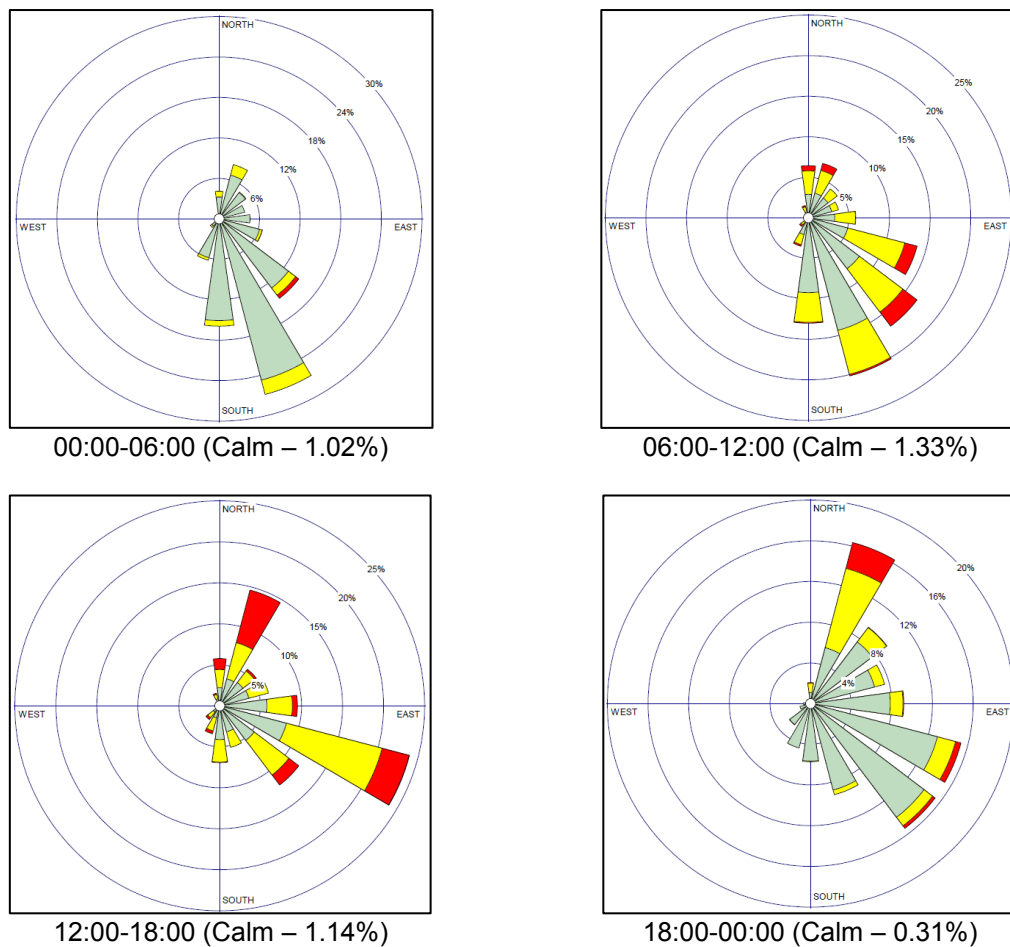 NORTH
30%
24%
18%
12%
6%
WEST
EAST
SOUTH
00:00-06:00 (Calm – 1.02%)
NORTH
25%
20%
15%
10%
5%
WEST
EAST
SOUTH
06:00-12:00 (Calm – 1.33%)
NORTH
25%
20%
15%
10%
5%
WEST
EAST
SOUTH
12:00-18:00 (Calm – 1.14%)
NORTH
20%
16%
12%
8%
4%
WEST
EAST
SOUTH
18:00-00:00 (Calm – 0.31%)